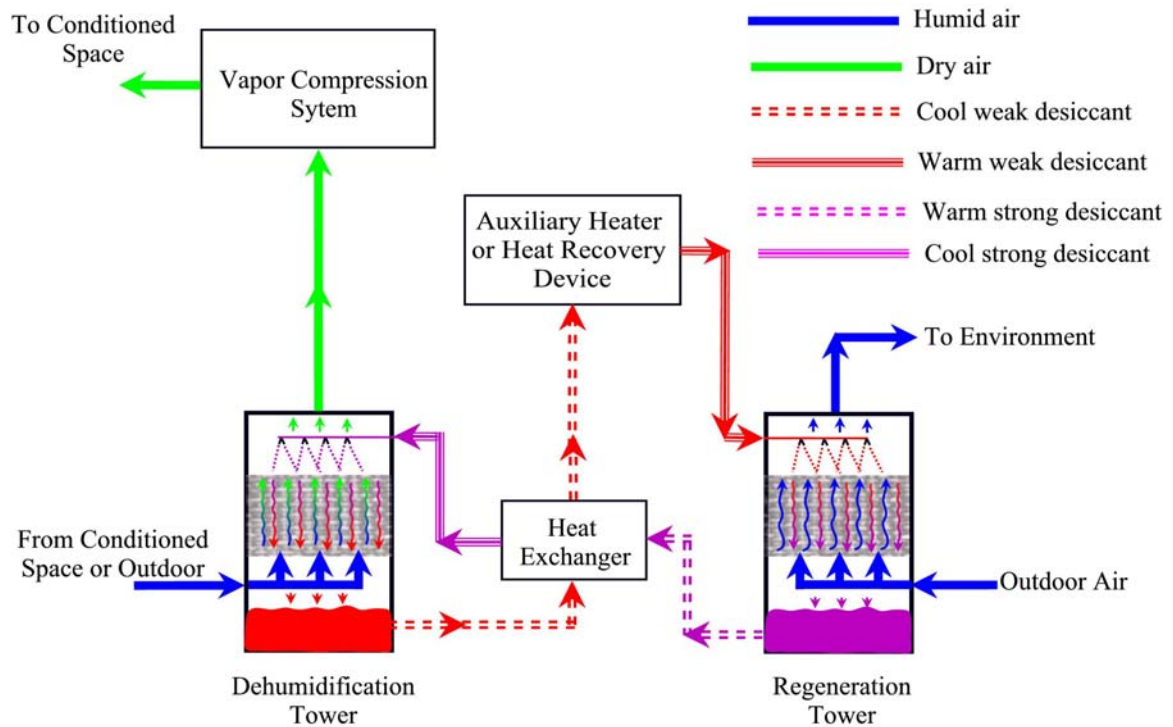 To Conditioned
Space
Vapor Compression
Sytem
Humid air
Dry air
Cool weak desiccant
Warm weak desiccant
Warm strong desiccant
Cool strong desiccant
Auxiliary Heater
or Heat Recovery
Device
To Environment
From Conditioned
Space or Outdoor
Heat
Exchanger
Outdoor Air
Dehumidification
Tower
Regeneration
Tower